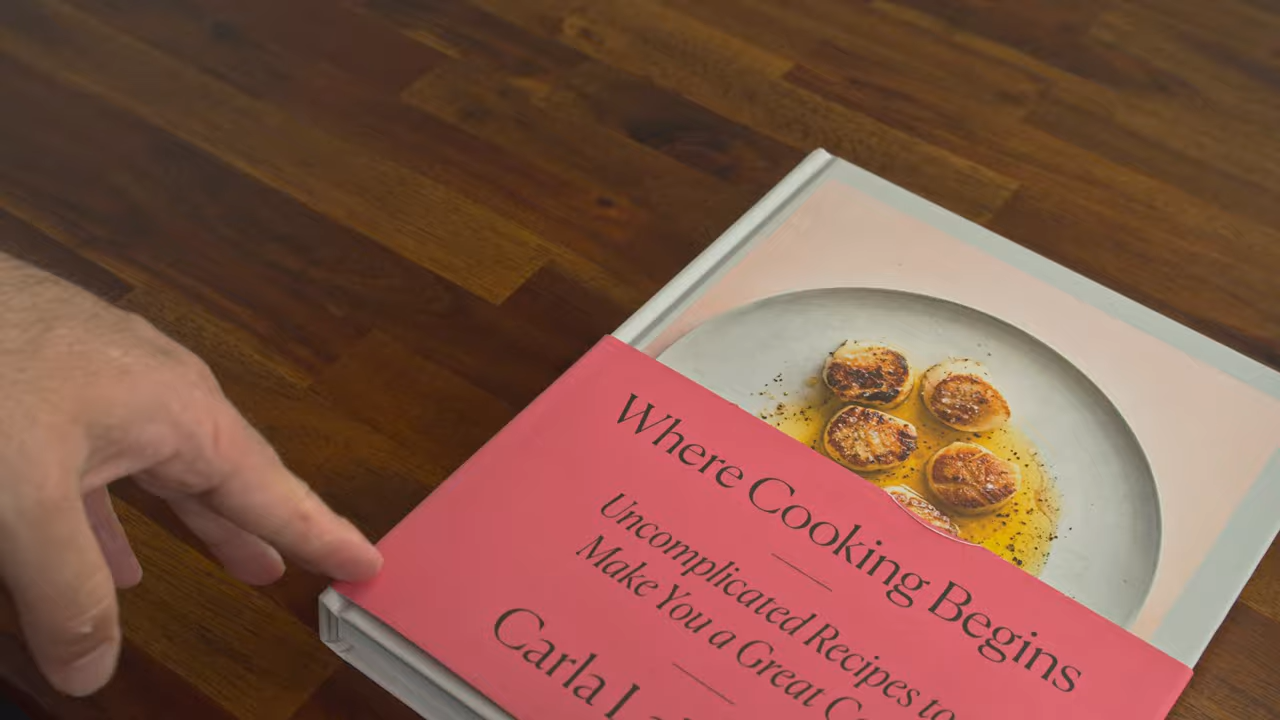 Where Cooking Begins
Uncomplicated Recipes to
Make You a Great
Carla